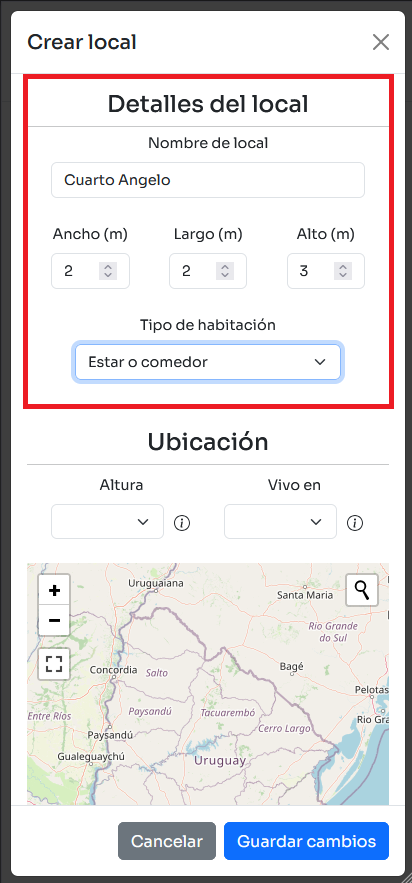 Crear local
Detalles del local
Nombre de local
Cuarto Angelo
Ancho (m) Largo (m) Alto (m)
2 2 3
Tipo de habitación
Estar o comedor
Ubicación
Altura Vivo en
+
−
Uruguaiana
Santa Maria
Rio Grande
do Sul
Concordia
Salto
Bagé
Pelotas
Entre Ríos
Paysandú
Tacuarembó
Rio Gra
Paysandú
Cerro Largo
Gualeguaychú
Uruguay
Cancelar Guardar cambios